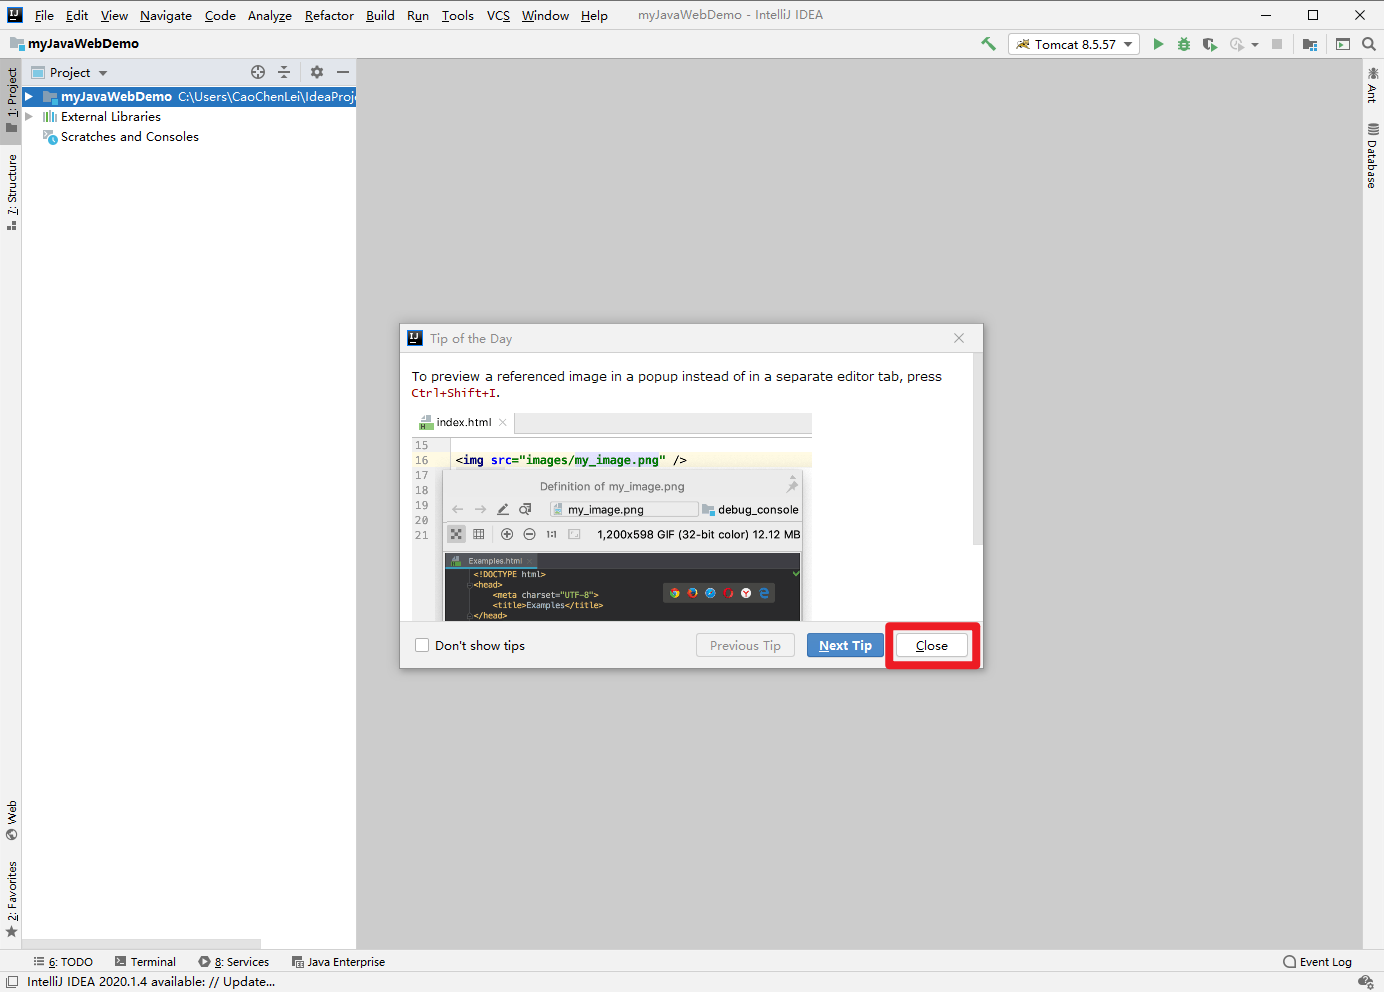 File Edit View Navigate Code Analyze Refactor Build Run Tools VCS Window Help myJavaWebDemo - IntelliJ IDEA
myJavaWebDemo Tomcat 8.5.57
Project
myJavaWebDemo C:\Users\CaoChenLei\IdeaProj
External Libraries
Scratches and Consoles
1: Project
7: Structure
Web
2: Favorites
Ant
Database
Tip of the Day
To preview a referenced image in a popup instead of in a separate editor tab, press
Ctrl+Shift+I.
index.html
15
16 <img src="images/my_image.png" />
17
18
19
20
21
Definition of my_image.png
my_image.png debug_console
1:1 1,200x598 GIF (32-bit color) 12.12 MB
Examples.html
<!DOCTYPE html>
<head>
<meta charset="UTF-8">
<title>Examples</title>
</head>
Don't show tips Previous Tip Next Tip Close
6: TODO Terminal 8: Services Java Enterprise Event Log
IntelliJ IDEA 2020.1.4 available: // Update...